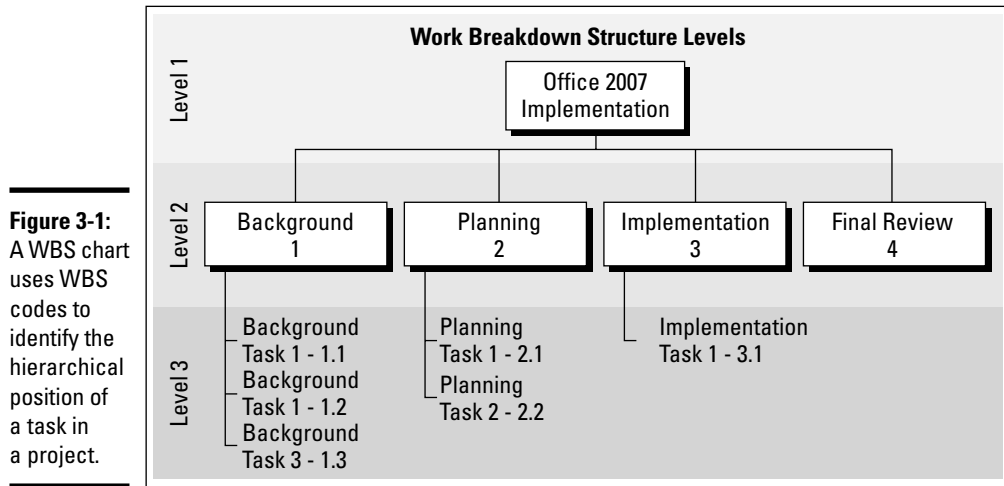 Figure 3-1:
A WBS chart
uses WBS
codes to
identify the
hierarchical
position of
a task in
a project.
Work Breakdown Structure Levels
Level 1
Office 2007
Implementation
Level 2
Background
1
Planning
2
Implementation
3
Final Review
4
Level 3
Background
Task 1 - 1.1
Background
Task 1 - 1.2
Background
Task 3 - 1.3
Planning
Task 1 - 2.1
Planning
Task 2 - 2.2
Implementation
Task 1 - 3.1